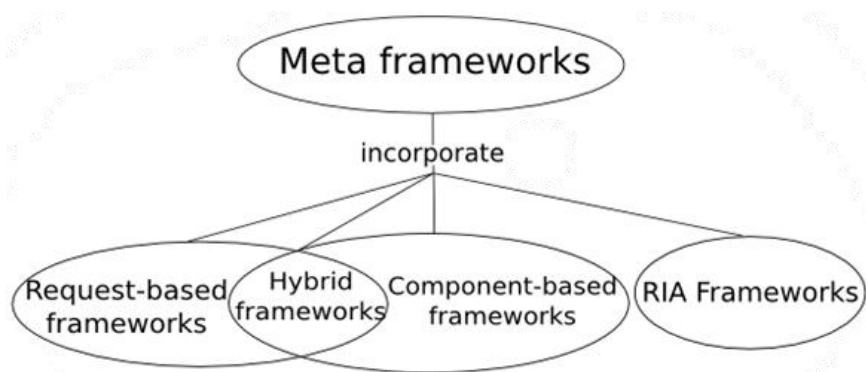 Meta frameworks
incorporate
Request-based
frameworks
Hybrid
frameworks
Component-based
frameworks
RIA Frameworks